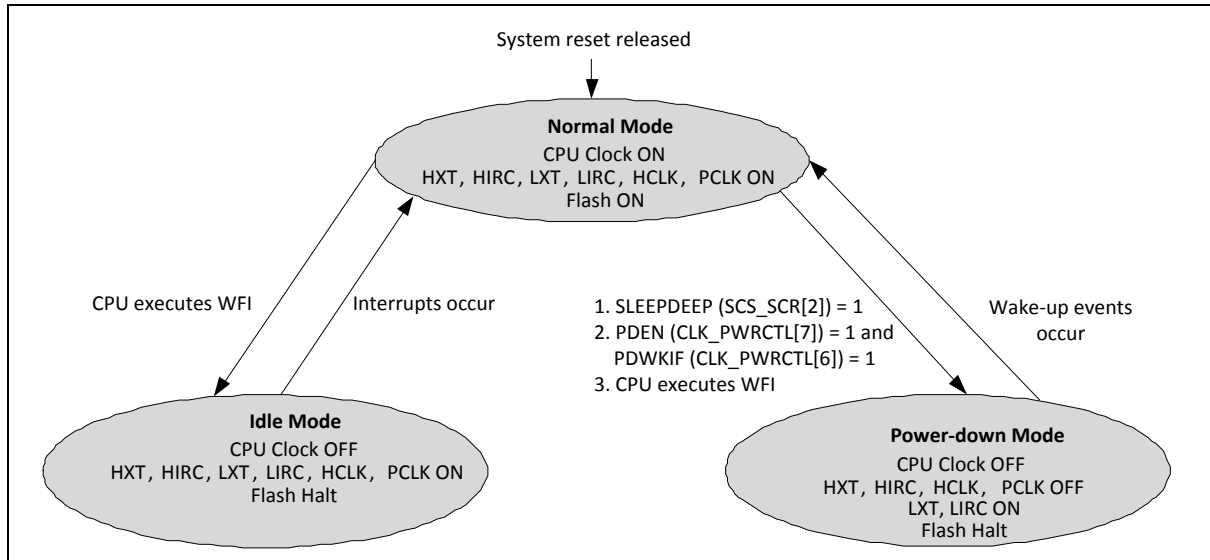 System reset released
Normal Mode
CPU Clock ON
HXT, HIRC, LXT, LIRC, HCLK, PCLK ON
Flash ON
CPU executes WFI
Interrupts occur
1. SLEEPDEEP (SCS_SCR[2]) = 1
2. PDEN (CLK_PWRCTL[7]) = 1 and
PDWKIF (CLK_PWRCTL[6]) = 1
3. CPU executes WFI
Wake-up events
occur
Idle Mode
CPU Clock OFF
HXT, HIRC, LXT, LIRC, HCLK, PCLK ON
Flash Halt
Power-down Mode
CPU Clock OFF
HXT, HIRC, HCLK, PCLK OFF
LXT, LIRC ON
Flash Halt